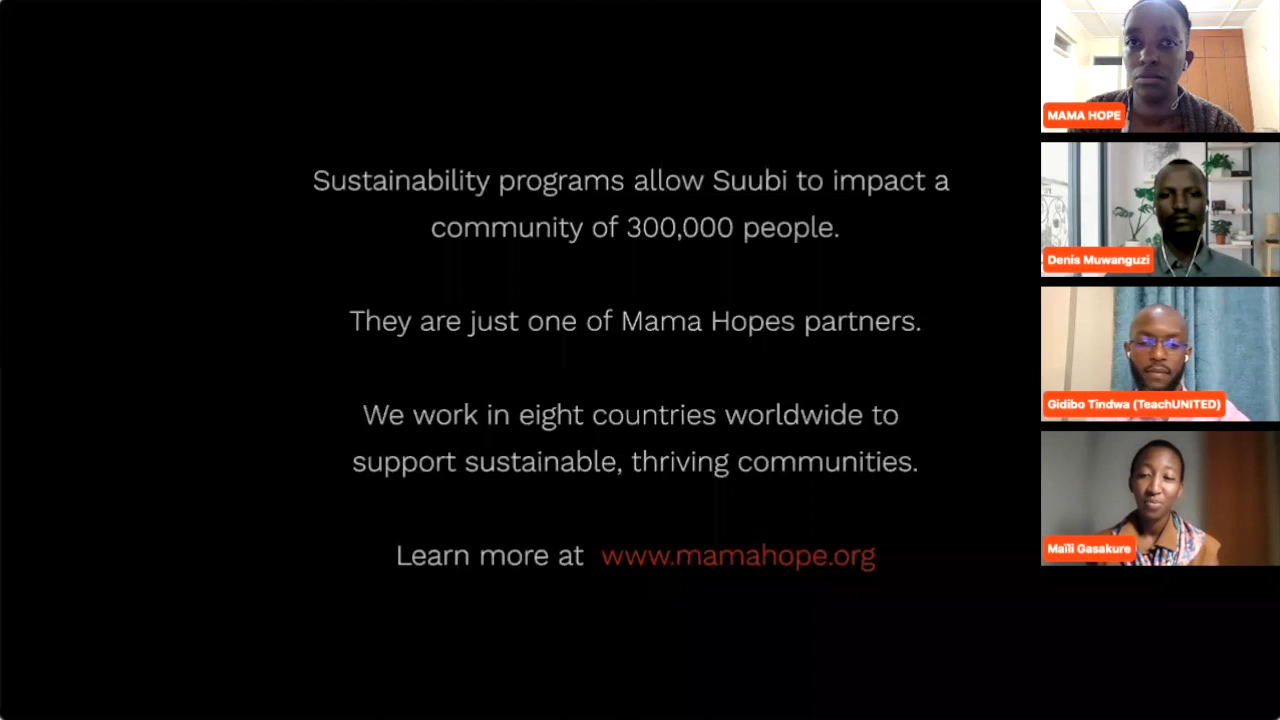 Sustainability programs allow Suubi to impact a
community of 300,000 people.
They are just one of Mama Hopes partners.
We work in eight countries worldwide to
support sustainable, thriving communities.
Learn more at www.mamahope.org
MAMA HOPE
Denis Muwanguzi
Gidibo Tindwa (TeachUNITED)
Maïli Gasakure